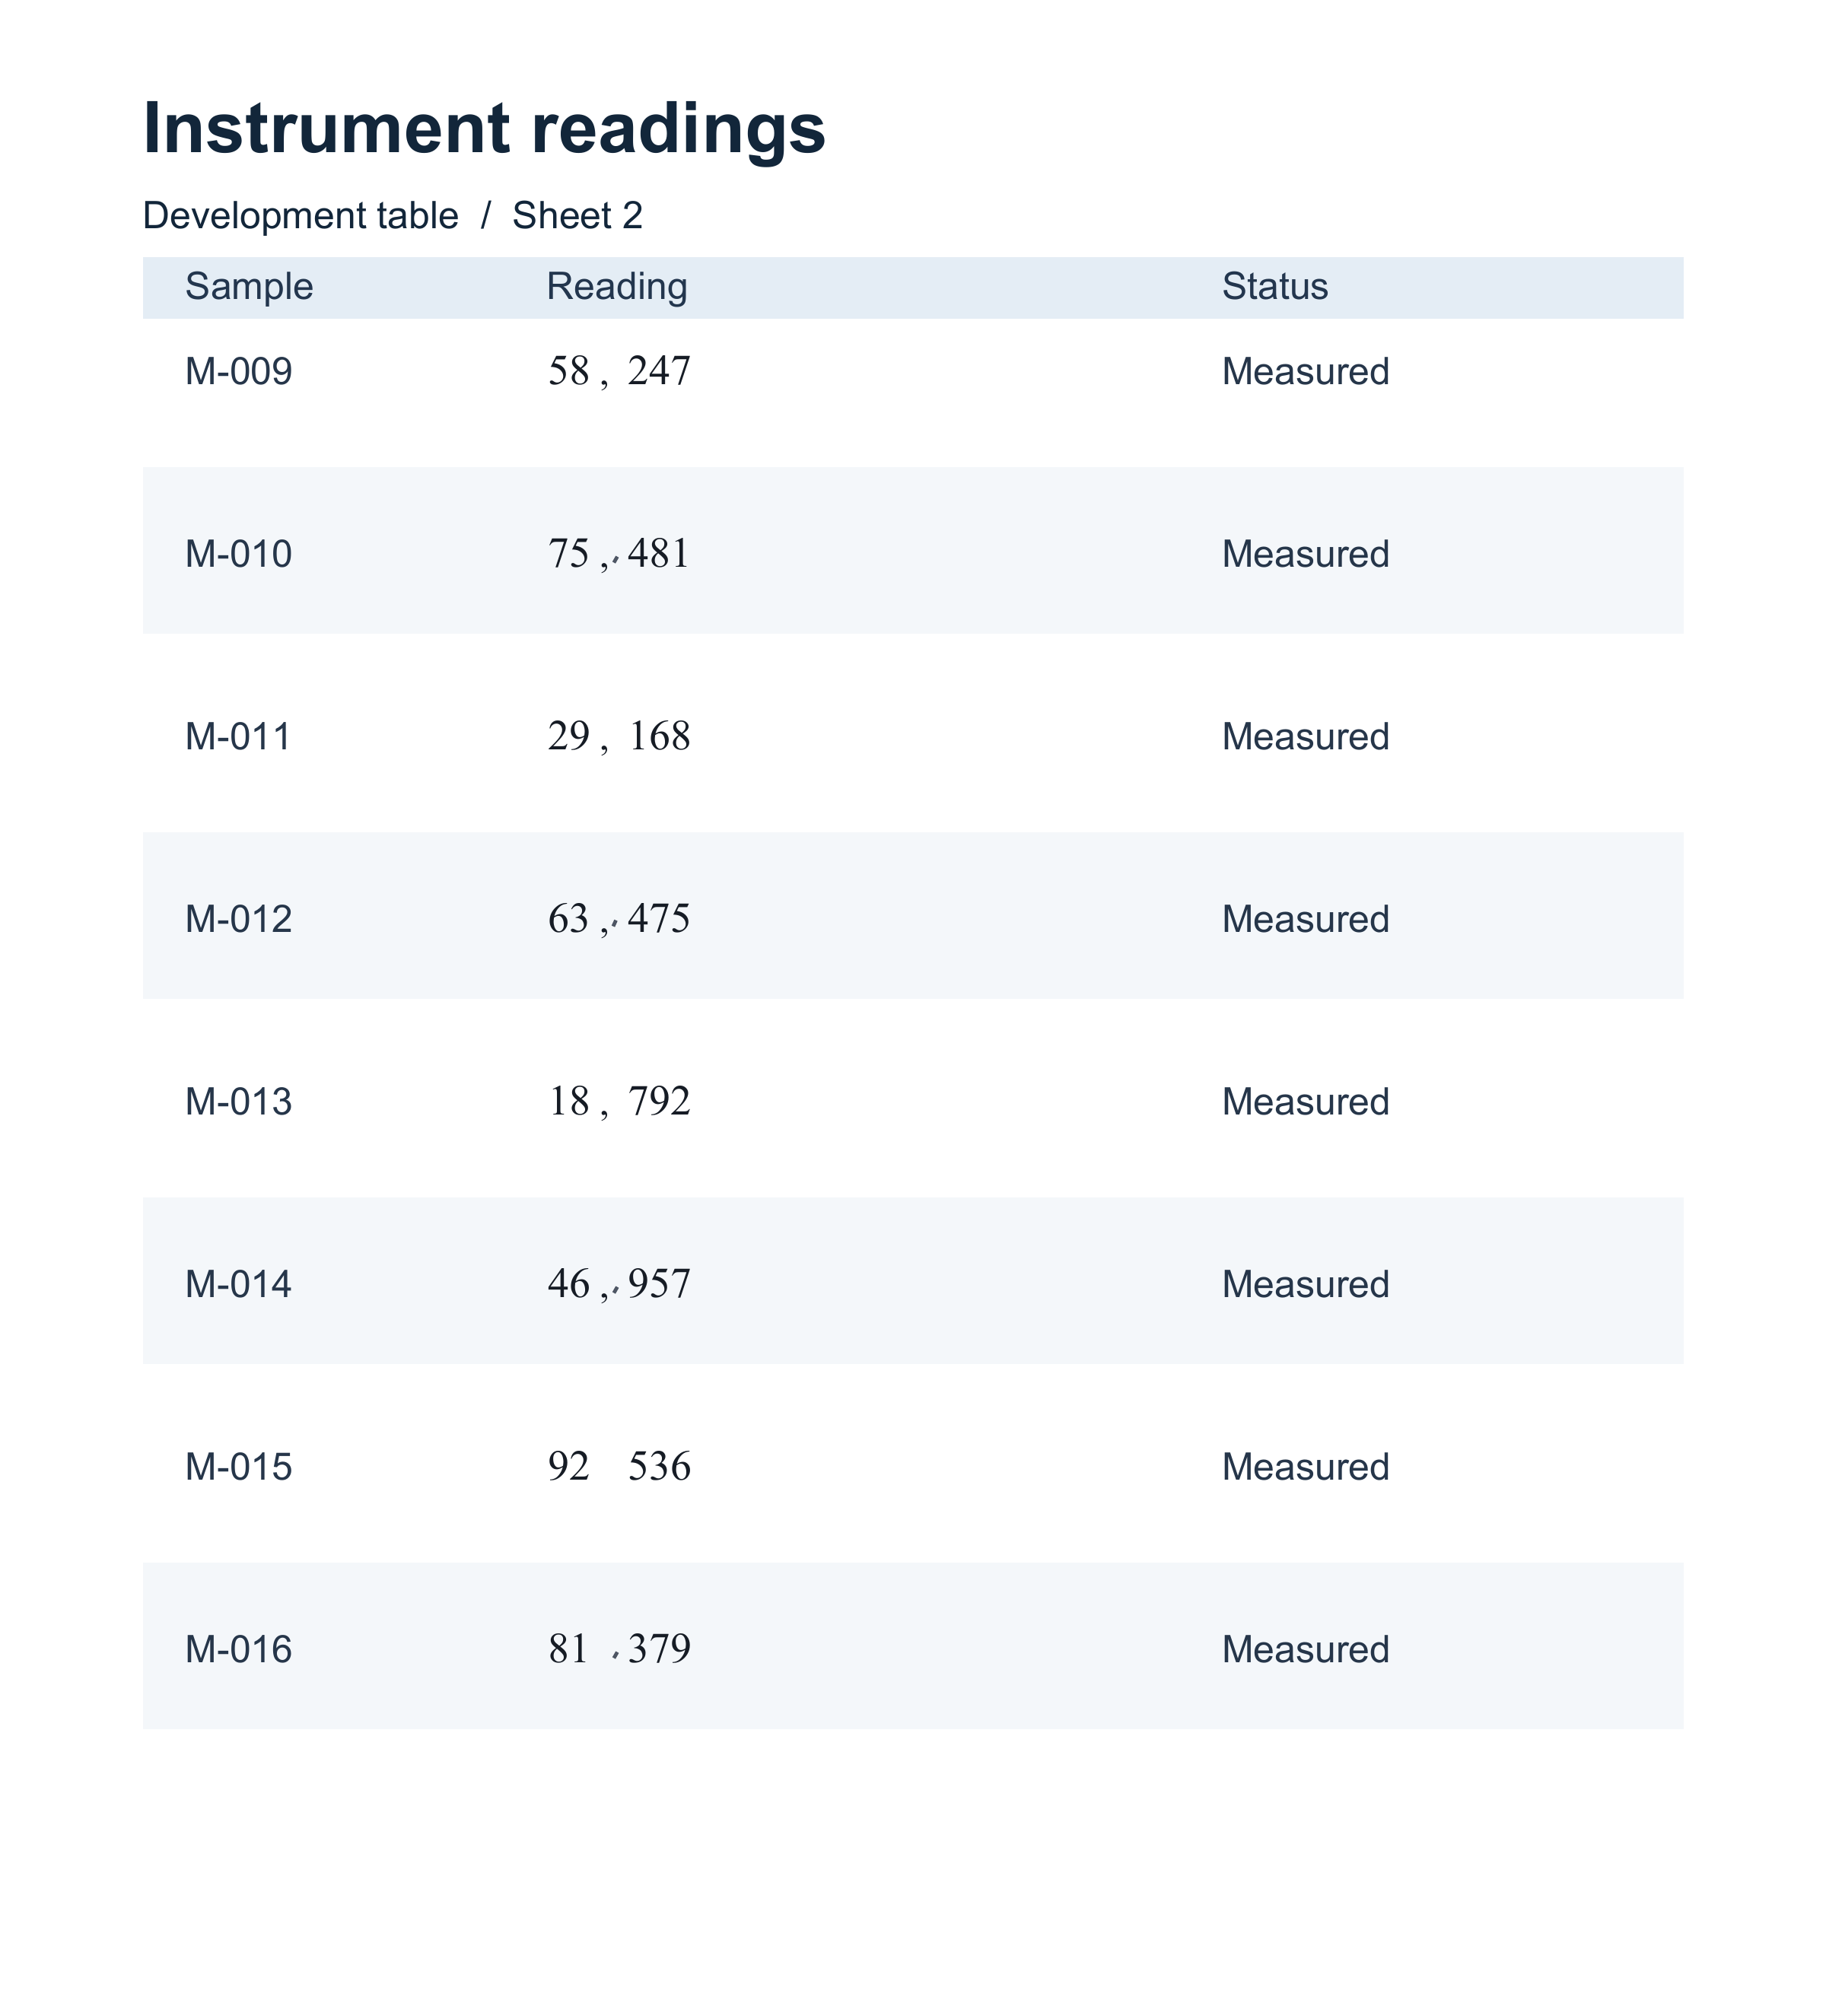 Instrument readings
Development table / Sheet 2
Sample Reading Status
M-009 58 , 247 Measured
M-010 75 , 481 Measured
M-011 29 , 168 Measured
M-012 63 , 475 Measured
M-013 18 , 792 Measured
M-014 46 , 957 Measured
M-015 92 536 Measured
M-016 81 379 Measured